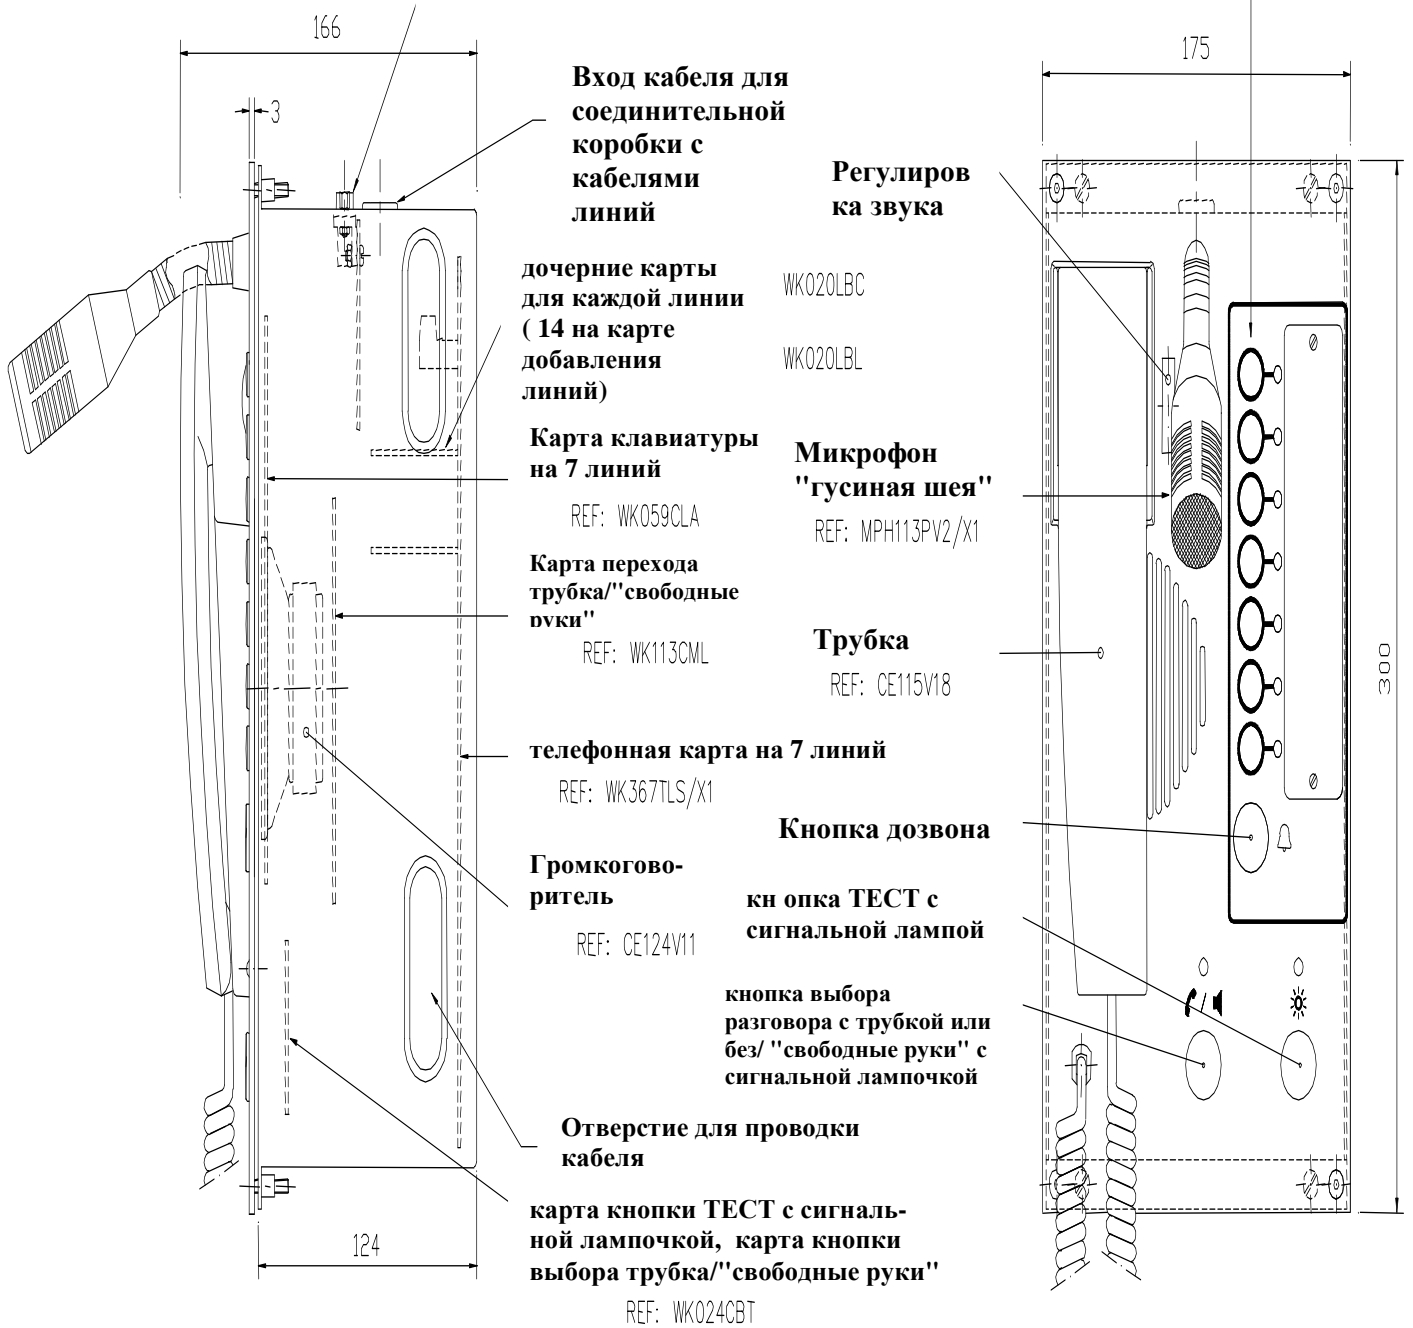 166
175
3
Вход кабеля для
соединительной
коробки с
кабелями
линий
Регулиров
ка звука
дочерние карты
для каждой линии
( 14 на карте
добавления
линий)
WK020LBC
WK020LBL
Карта клавиатуры
на 7 линий
REF: WK059CLA
Микрофон
"гусиная шея"
REF: MPH113PV2/X1
Карта перехода
трубка/"свободные
руки"
REF: WK113CML
Трубка
REF: CE115V18
300
телефонная карта на 7 линий
REF: WK367TLS/X1
Кнопка дозвона
Громкогово-
ритель
REF: CE124V11
кн опка ТЕСТ с
сигнальной лампой
кнопка выбора
разговора с трубкой или
без/ "свободные руки" с
сигнальной лампочкой
Отверстие для проводки
кабеля
124
карта кнопки ТЕСТ с сигналь-
ной лампочкой, карта кнопки
выбора трубка/"свободные руки"
REF: WK024CBT